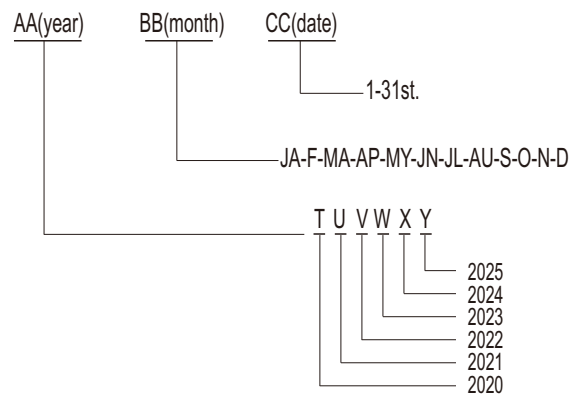 AA(year) BB(month) CC(date)
1-31st.
JA-F-MA-AP-MY-JN-JL-AU-S-O-N-D
T U V W X Y
2025
2024
2023
2022
2021
2020